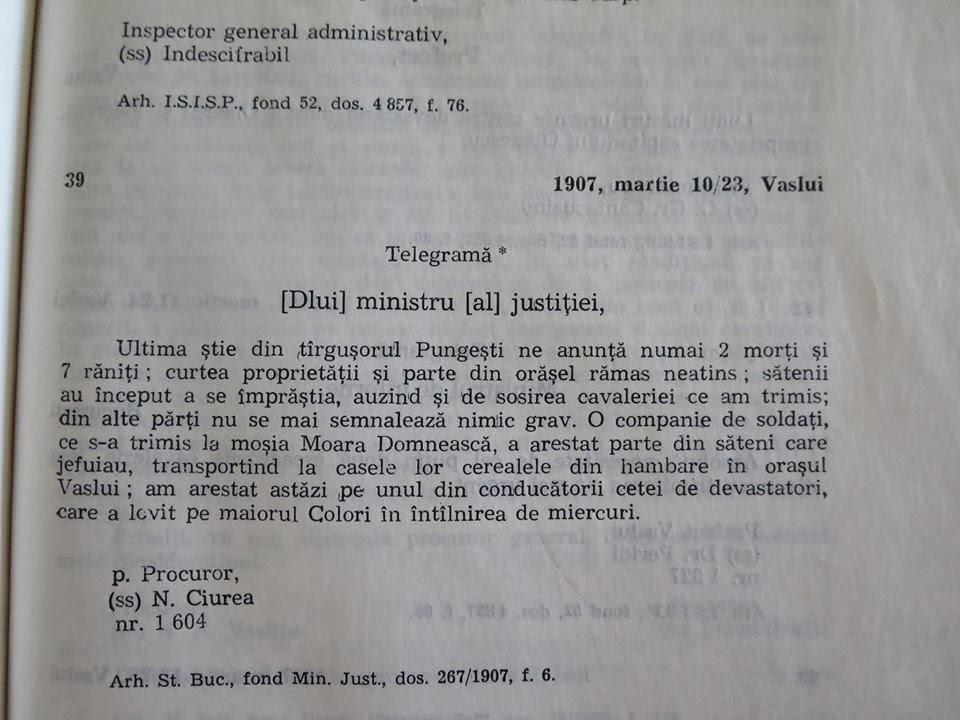 Inspector general administrativ,
(ss) Indescifrabil
Arh. I.S.I.S.P., fond 52, dos. 4 857, f. 76.
39
1907, martie 10/23, Vaslui
Telegramă *
[Dlui] ministru [al] justiţiei,
Ultima ştie din tîrguşorul Pungeşti ne anunţă numai 2 morţi şi
7 răniţi ; curtea proprietăţii şi parte din orăşel rămas neatins ; sătenii
au început a se împrăştia, auzind şi de sosirea cavaleriei ce am trimis;
din alte părţi nu se mai semnalează nimic grav. O companie de soldaţi,
ce s-a trimis la moşia Moara Domnească, a arestat parte din săteni care
jefuiau, transportînd la casele lor cerealele din hambare în oraşul
Vaslui ; am arestat astăzi pe unul din conducătorii cetei de devastatori,
care a lovit pe maiorul Colori în întîlnirea de miercuri.
p. Procuror,
(ss) N. Ciurea
nr. 1 604
Arh. St. Buc., fond Min. Just., dos. 267/1907, f. 6.